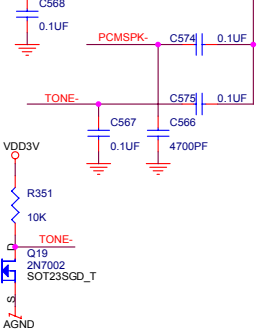 C568
0.1UF
PCMSPK-
C574
0.1UF
TONE-
C575
0.1UF
C567
0.1UF
C566
4700PF
VDD3V
R351
10K
D
TONE-
Q19
2N7002
SOT23SGD_T
S
AGND